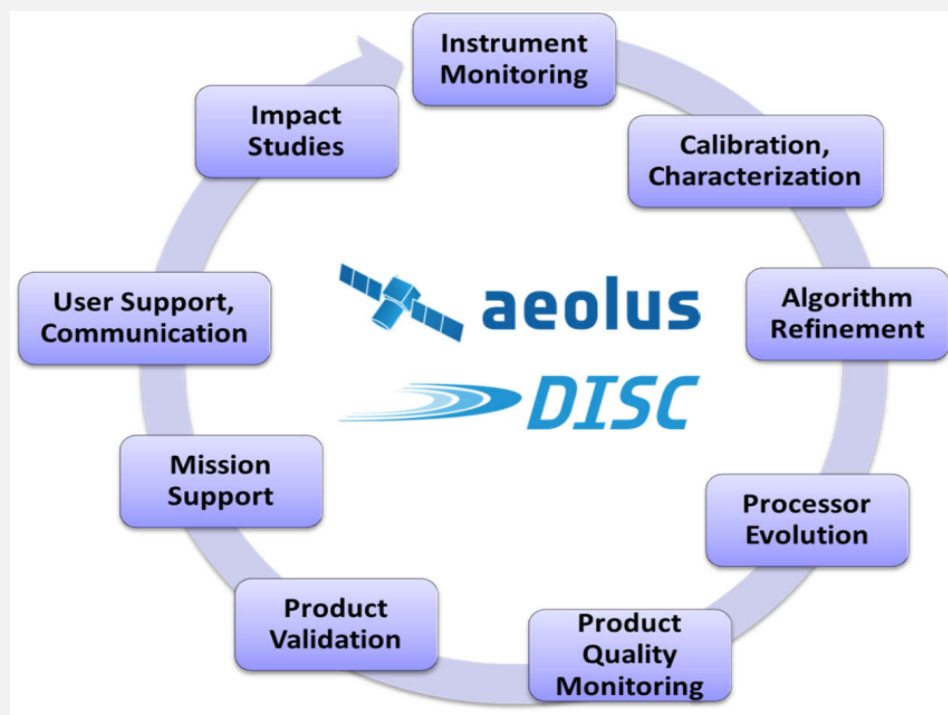 Instrument
Monitoring
Calibration,
Characterization
Algorithm
Refinement
Processor
Evolution
Product
Quality
Monitoring
Product
Validation
Mission
Support
User Support,
Communication
Impact
Studies
aeolus
DISC